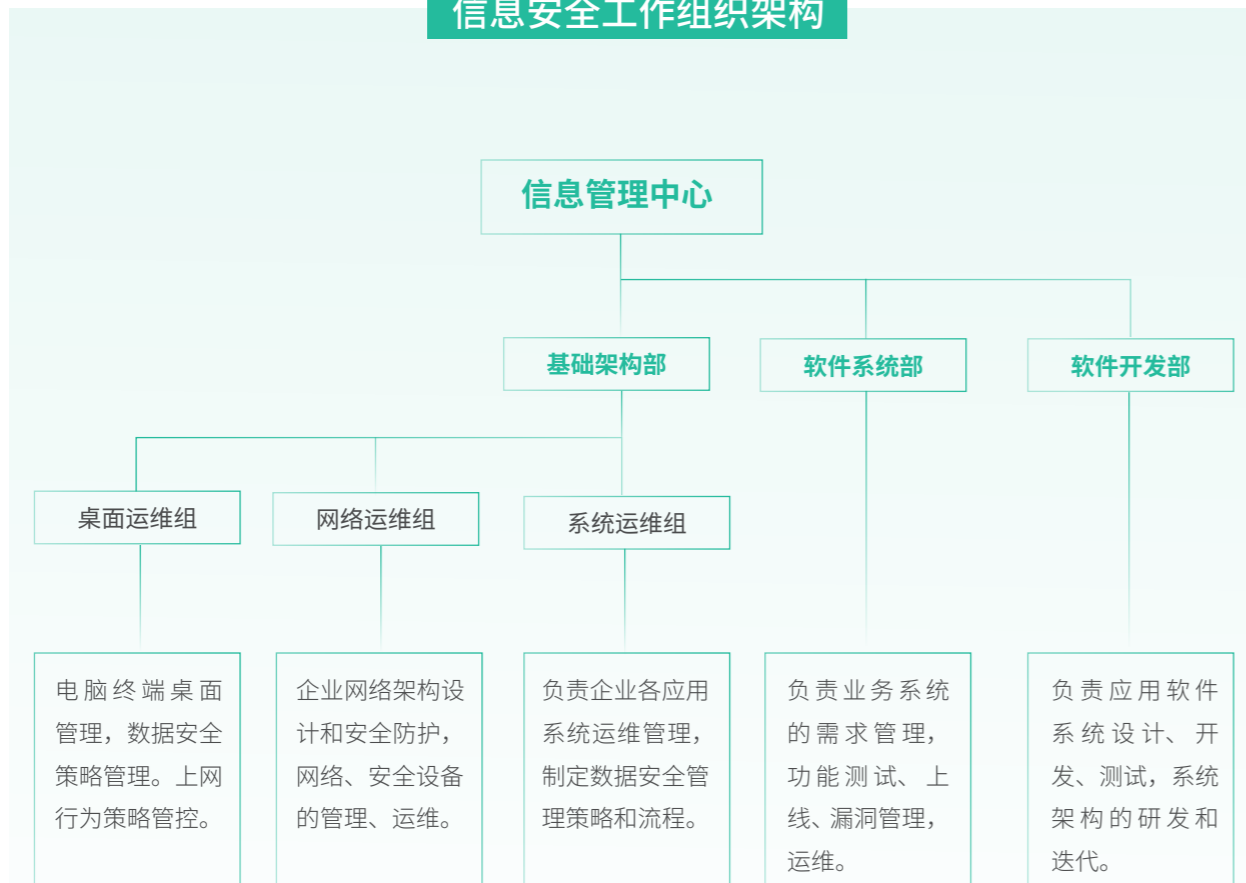 信息安全工作组织架构
信息管理中心
基础架构部
软件系统部
软件开发部
桌面运维组
网络运维组
系统运维组
电脑终端桌面
管理，数据安全
策略管理。上网
行为策略管控。
企业网络架构设
计和安全防护，
网络、安全设备
的管理、运维。
负责企业各应用
系统运维管理，
制定数据安全管
理策略和流程。
负责业务系统
的需求管理，
功能测试、上
线、漏洞管理，
运维。
负责应用软件
系统设计、开
发、测试，系统
架构的研发和
迭代。